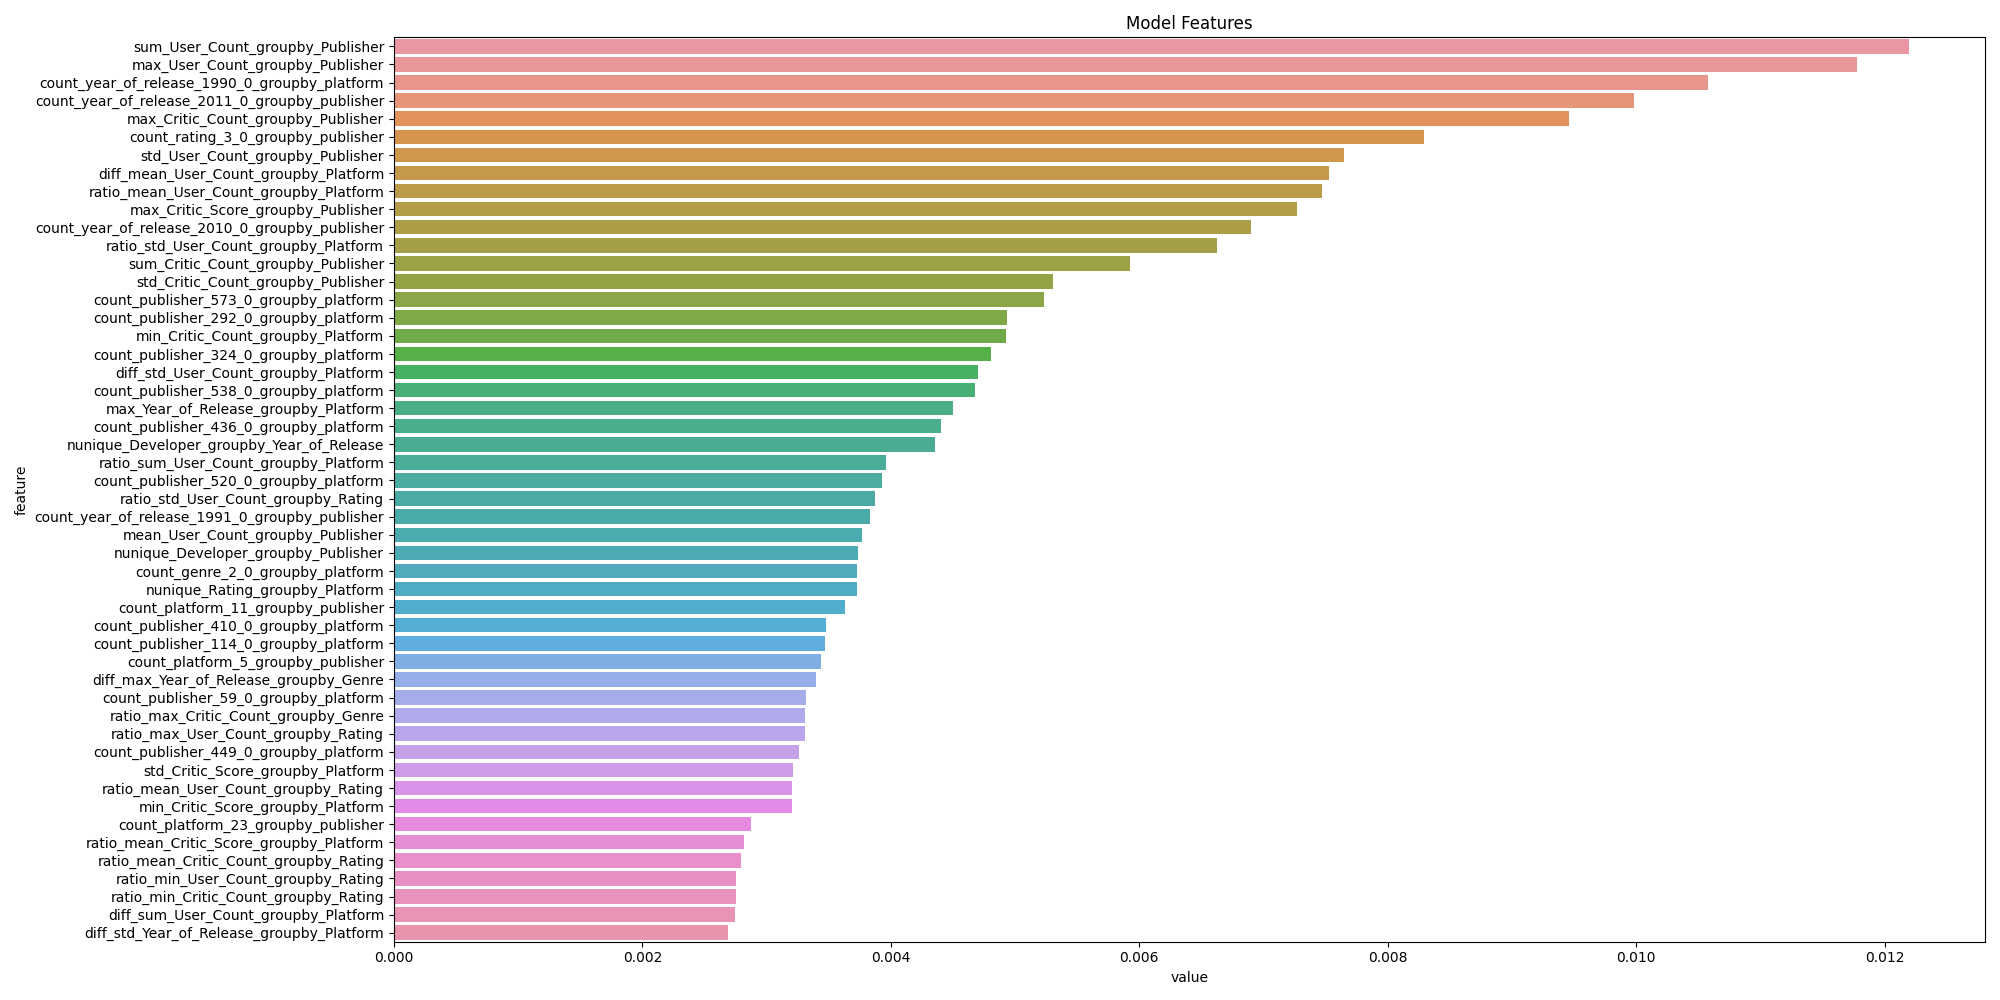 Model Features
feature
sum_User_Count_groupby_Publisher
max_User_Count_groupby_Publisher
count_year_of_release_1990_0_groupby_platform
count_year_of_release_2011_0_groupby_publisher
max_Critic_Count_groupby_Publisher
count_rating_3_0_groupby_publisher
std_User_Count_groupby_Publisher
diff_mean_User_Count_groupby_Platform
ratio_mean_User_Count_groupby_Platform
max_Critic_Score_groupby_Publisher
count_year_of_release_2010_0_groupby_publisher
ratio_std_User_Count_groupby_Platform
sum_Critic_Count_groupby_Publisher
std_Critic_Count_groupby_Publisher
count_publisher_573_0_groupby_platform
count_publisher_292_0_groupby_platform
min_Critic_Count_groupby_Platform
count_publisher_324_0_groupby_platform
diff_std_User_Count_groupby_Platform
count_publisher_538_0_groupby_platform
max_Year_of_Release_groupby_Platform
count_publisher_436_0_groupby_platform
nunique_Developer_groupby_Year_of_Release
ratio_sum_User_Count_groupby_Platform
count_publisher_520_0_groupby_platform
ratio_std_User_Count_groupby_Rating
count_year_of_release_1991_0_groupby_publisher
mean_User_Count_groupby_Publisher
nunique_Developer_groupby_Publisher
count_genre_2_0_groupby_platform
nunique_Rating_groupby_Platform
count_platform_11_groupby_publisher
count_publisher_410_0_groupby_platform
count_publisher_114_0_groupby_platform
count_platform_5_groupby_publisher
diff_max_Year_of_Release_groupby_Genre
count_publisher_59_0_groupby_platform
ratio_max_Critic_Count_groupby_Genre
ratio_max_User_Count_groupby_Rating
count_publisher_449_0_groupby_platform
std_Critic_Score_groupby_Platform
ratio_mean_User_Count_groupby_Rating
min_Critic_Score_groupby_Platform
count_platform_23_groupby_publisher
ratio_mean_Critic_Score_groupby_Platform
ratio_mean_Critic_Count_groupby_Rating
ratio_min_User_Count_groupby_Rating
ratio_min_Critic_Count_groupby_Rating
diff_sum_User_Count_groupby_Platform
diff_std_Year_of_Release_groupby_Platform
0.000 0.002 0.004 0.006 0.008 0.010 0.012
value